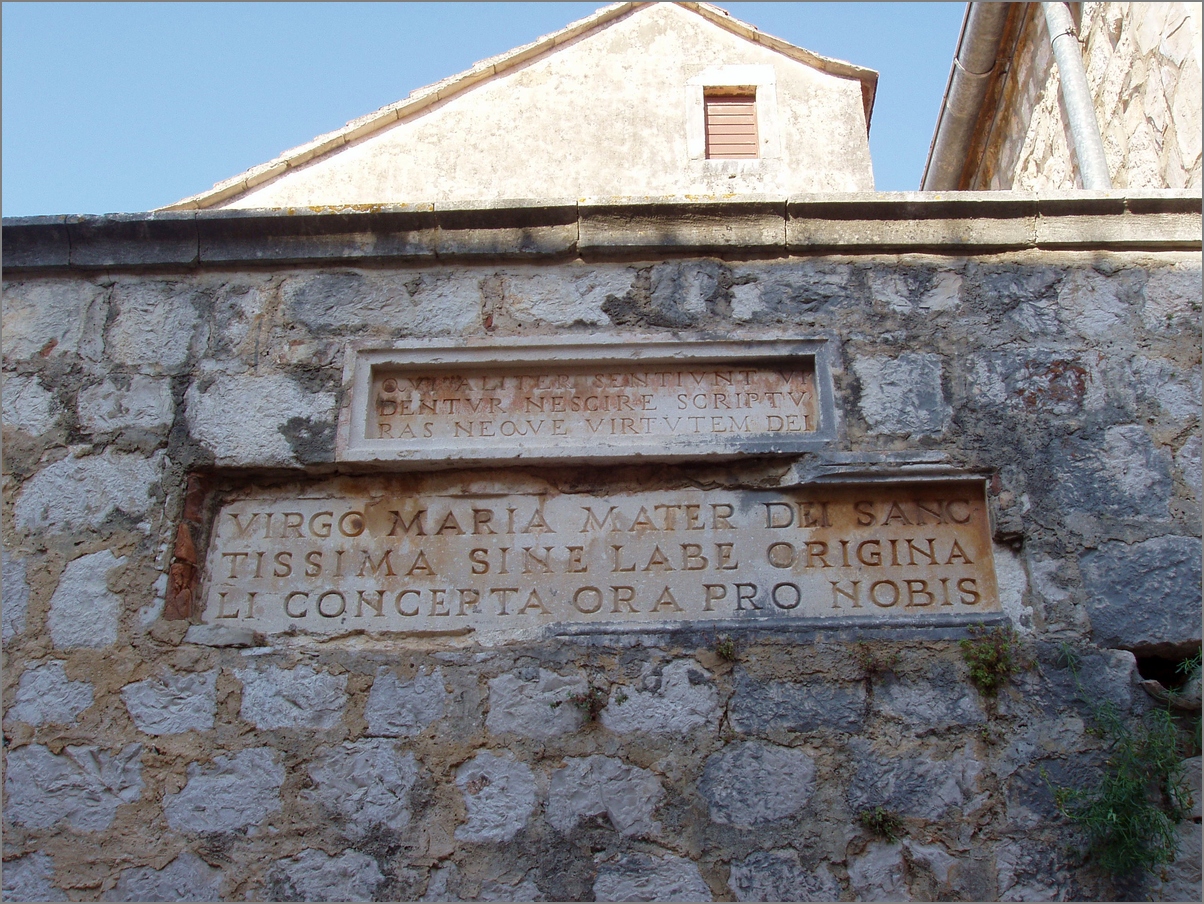 QVI ALITER SENTIVNT VI
DENTVR NESCIRE SCRIPTV
RAS NEQVE VIRTVTEM DEI
VIRGO MARIA MATER DEI SANC
TISSIMA SINE LABE ORIGINA
LI CONCEPTA ORA PRO NOBIS